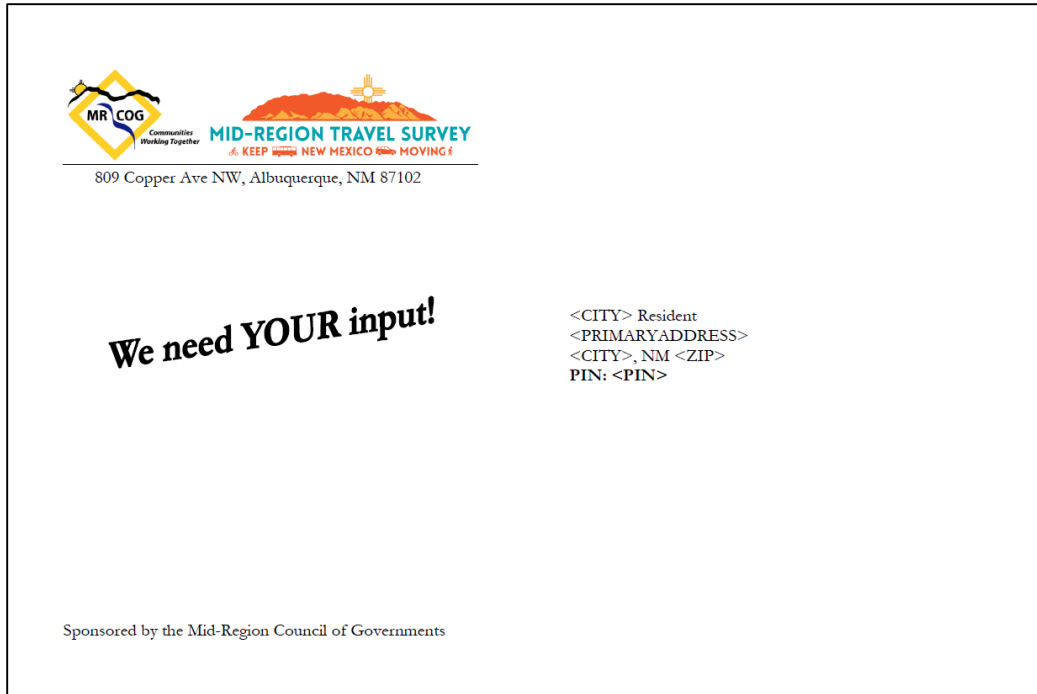 MR COG
Communities
Working Together
MID-REGION TRAVEL SURVEY
KEEP NEW MEXICO MOVING
809 Copper Ave NW, Albuquerque, NM 87102
We need YOUR input!
<CITY> Resident
<PRIMARYADDRESS>
<CITY>, NM <ZIP>
PIN: <PIN>
Sponsored by the Mid-Region Council of Governments